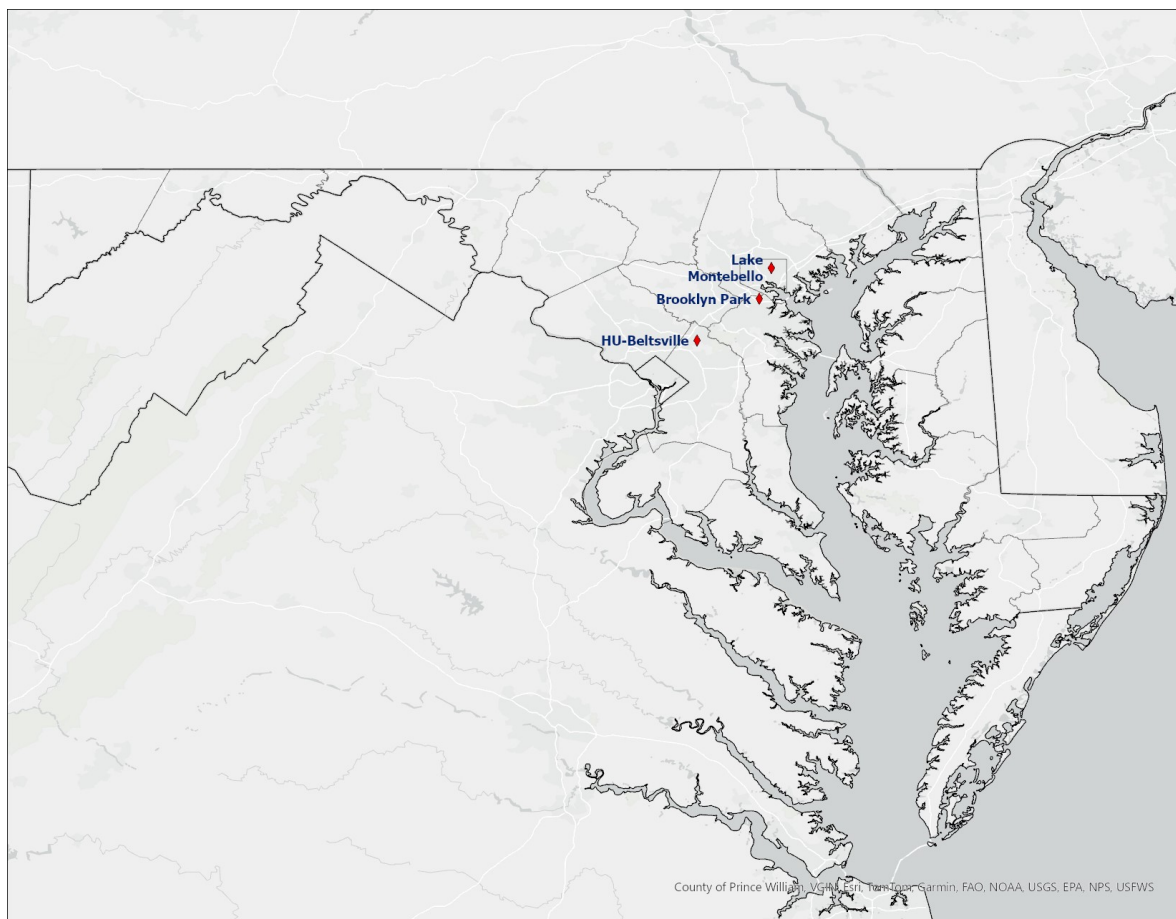 Lake
Montebello
Brooklyn Park
HU-Beltsville
County of Prince William, VGIN, Esri, TomTom, Garmin, FAO, NOAA, USGS, EPA, NPS, USFWS